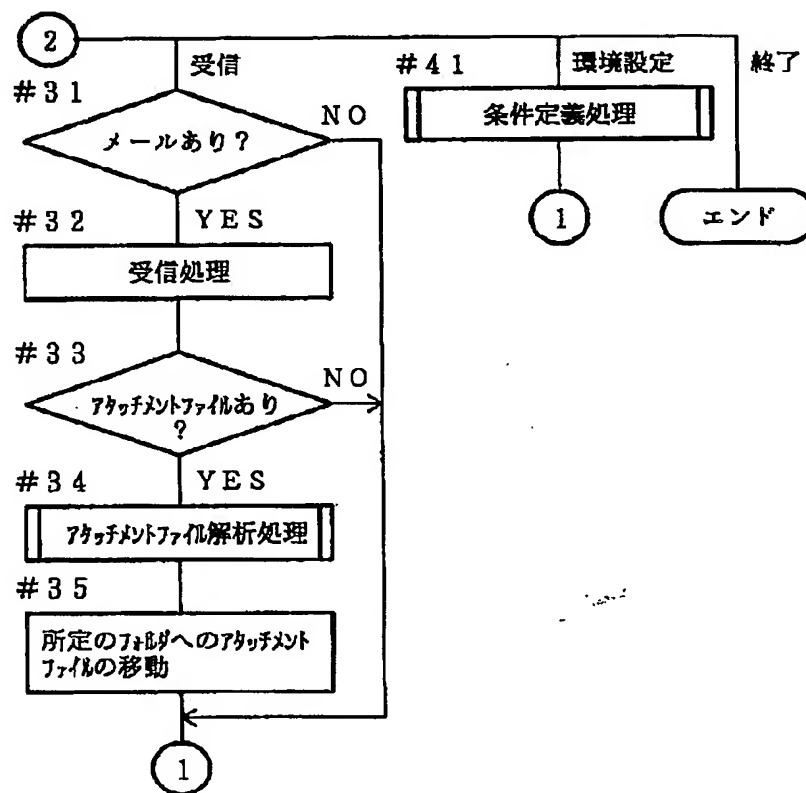 2
受信
#31
メールあり?
NO
#32
YES
受信処理
#33
アタッチメントファイルあり
?
NO
#34
YES
アタッチメントファイル解析処理
#35
所定のフォルダへのアタッチメント
ファイルの移動
1
#41
環境設定
条件定義処理
1
終了
エンド